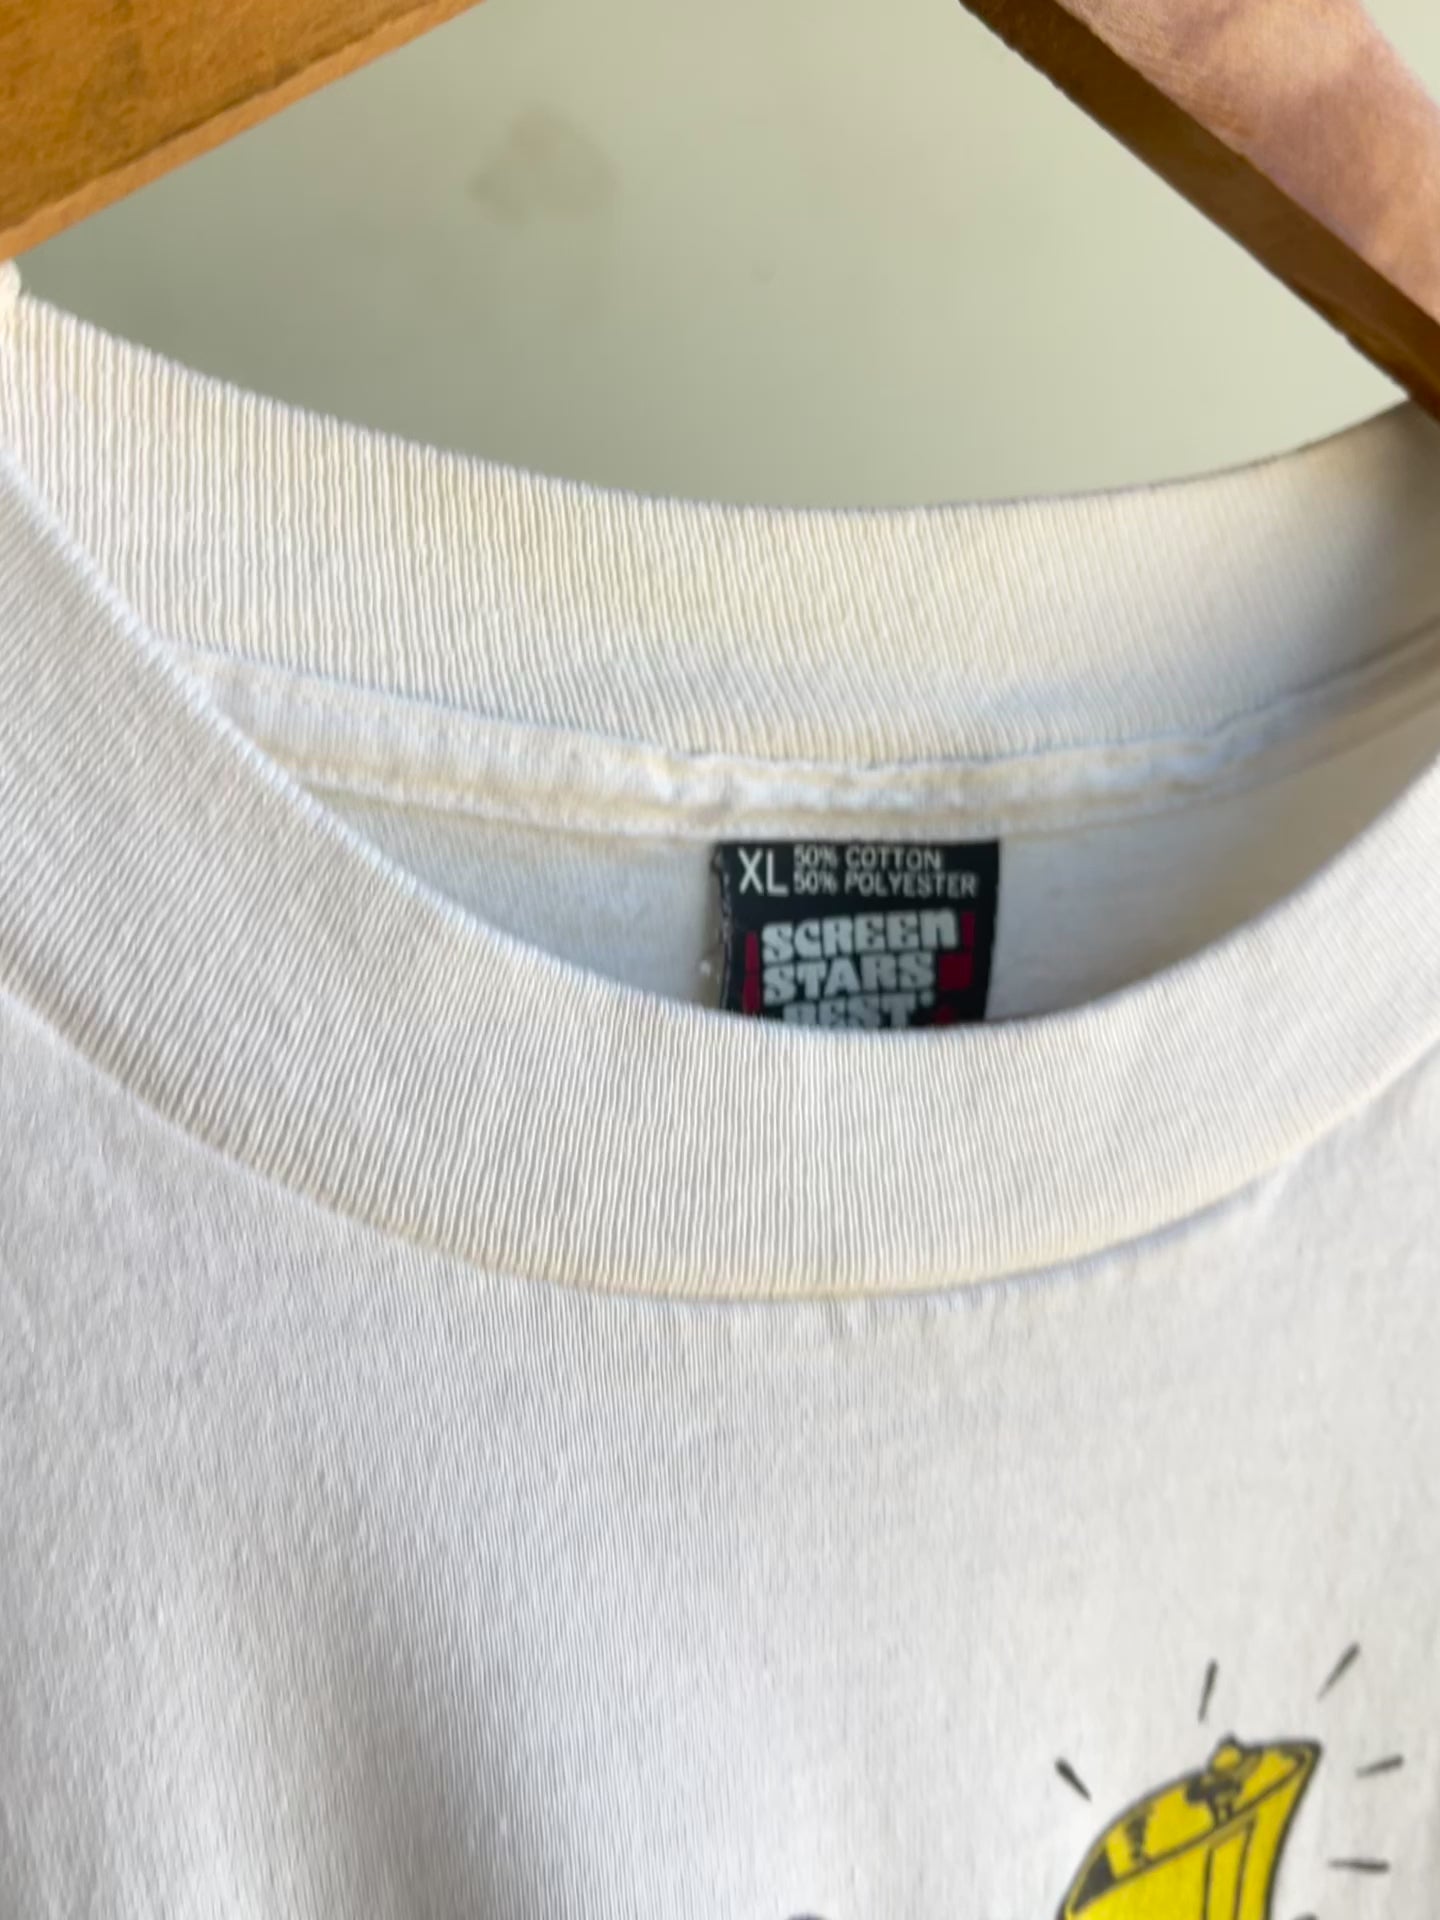 XL 50% COTTON
50% POLYESTER
SCREEN
STARS
BEST